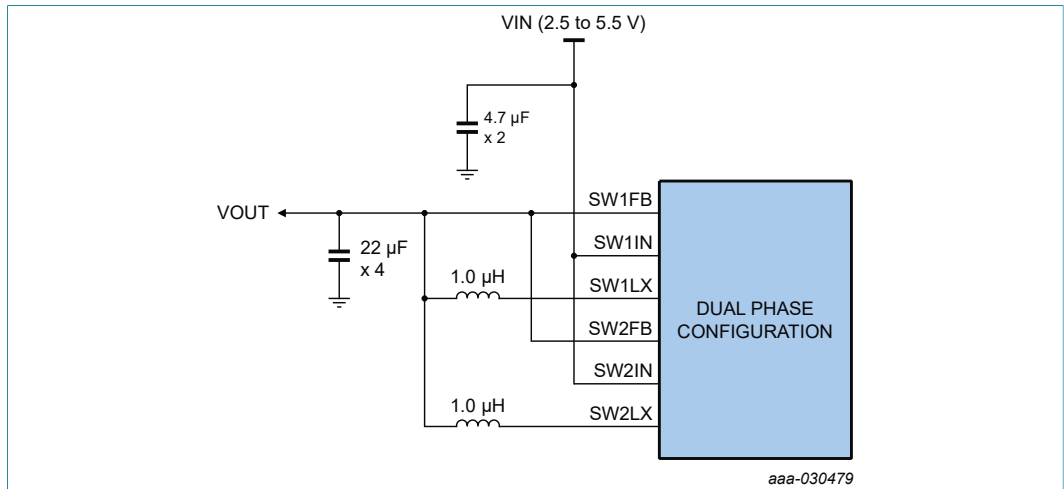 VIN (2.5 to 5.5 V)
4.7 µF
x 2
SW1FB
VOUT
SW1IN
22 µF
x 4
1.0 µH
SW1LX
DUAL PHASE
CONFIGURATION
SW2FB
SW2IN
1.0 µH
SW2LX
aaa-030479